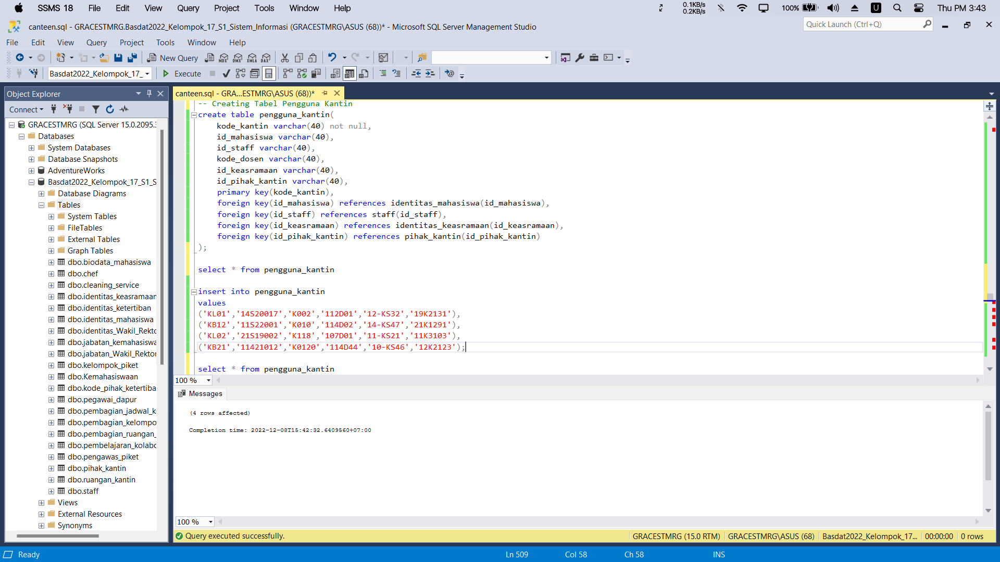 SSMS 18 File Edit View Query Project Tools Window Help 0.1KB/s 0.2KB/s 100% U Thu PM 3:43
canteen.sql - GRACESTMRG.Basdat2022_Kelompok_17_S1_Sistem_Informasi (GRACESTMRG\ASUS (68))* - Microsoft SQL Server Management Studio
Quick Launch (Ctrl+Q)
File Edit View Query Project Tools Window Help
New Query MDX DMX XMLA DAX
Basdat2022_Kelompok_17_ Execute
Object Explorer
Connect
GRACESTMRG (SQL Server 15.0.2095.3
Databases
System Databases
Database Snapshots
AdventureWorks
Basdat2022_Kelompok_17_S1_S
Database Diagrams
Tables
System Tables
FileTables
External Tables
Graph Tables
dbo.biodata_mahasiswa
dbo.chef
dbo.cleaning_service
dbo.identitas_keasramaan
dbo.identitas_ketertiban
dbo.identitas_mahasiswa
dbo.identitas_Wakil_Rekto
dbo.jabatan_kemahasiswa
dbo.jabatan_Wakil_Rektor
dbo.kelompok_piket
dbo.Kemahasiswaan
dbo.kode_pihak_ketertiba
dbo.pegawai_dapur
dbo.pembagian_jadwal_k
dbo.pembagian_kelompo
dbo.pembagian_ruangan_
dbo.pembelajaran_kolabo
dbo.pengawas_piket
dbo.pihak_kantin
dbo.ruangan_kantin
dbo.staff
Views
External Resources
Synonyms
canteen.sql - GRA...ESTMRG\ASUS (68))*
-- Creating Tabel Pengguna Kantin
create table pengguna_kantin(
kode_kantin varchar(40) not null,
id_mahasiswa varchar(40),
id_staff varchar(40),
kode_dosen varchar(40),
id_keasramaan varchar(40),
id_pihak_kantin varchar(40),
primary key(kode_kantin),
foreign key(id_mahasiswa) references identitas_mahasiswa(id_mahasiswa),
foreign key(id_staff) references staff(id_staff),
foreign key(id_keasramaan) references identitas_keasramaan(id_keasramaan),
foreign key(id_pihak_kantin) references pihak_kantin(id_pihak_kantin)
);
select * from pengguna_kantin
insert into pengguna_kantin
values
('KL01','14S20017','K002','112D01','12-KS32','19K2131'),
('KB12','11S22001','K010','114D02','14-KS47','21K1291'),
('KL02','21S19002','K118','107D01','11-KS21','11K3103'),
('KB21','11421012','K0120','114D44','10-KS46','12K2123');
select * from pengguna_kantin
100 %
Messages
(4 rows affected)
Completion time: 2022-12-08T15:42:32.6409560+07:00
100 %
Query executed successfully. GRACESTMRG (15.0 RTM) GRACESTMRG\ASUS (68) Basdat2022_Kelompok_17... 00:00:00 0 rows
Ready Ln 509 Col 58 Ch 58 INS